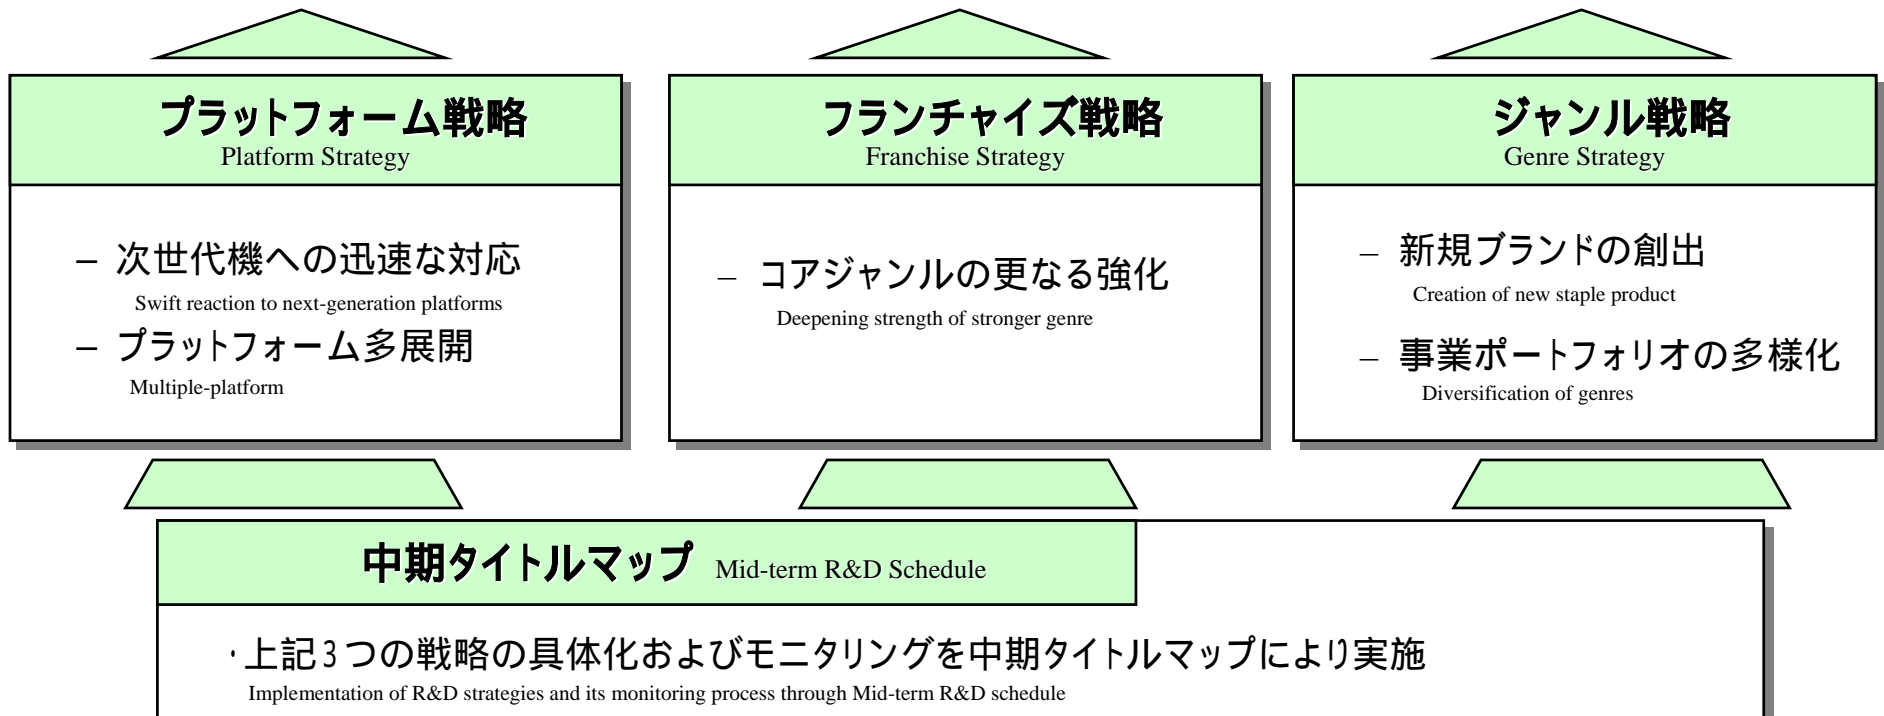 プラットフォーム戦略
Platform Strategy
– 次世代機への迅速な対応
Swift reaction to next-generation platforms
– プラットフォーム多展開
Multiple-platform
フランチャイズ戦略
Franchise Strategy
– コアジャンルの更なる強化
Deepening strength of stronger genre
ジャンル戦略
Genre Strategy
– 新規ブランドの創出
Creation of new staple product
– 事業ポートフォリオの多様化
Diversification of genres
中期タイトルマップ Mid-term R&D Schedule
・上記3つの戦略の具体化およびモニタリングを中期タイトルマップにより実施
Implementation of R&D strategies and its monitoring process through Mid-term R&D schedule